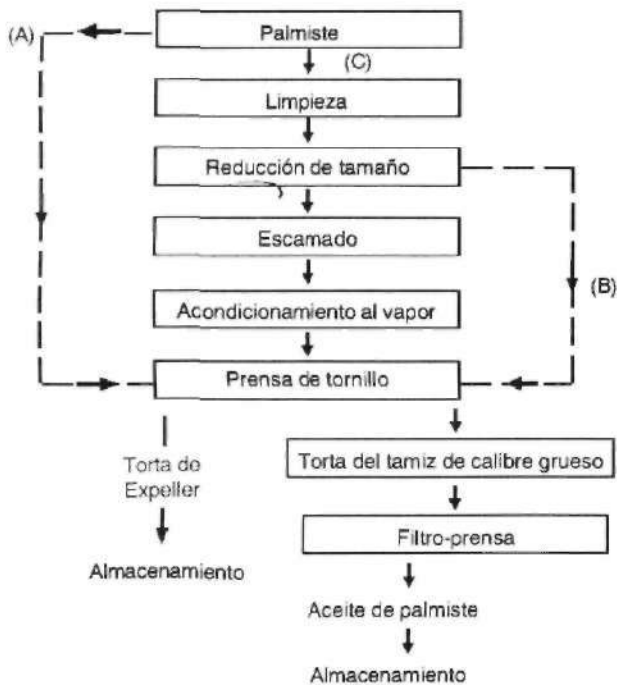 (A)
Palmiste
(C)
Limpieza
Reducción de tamaño
Escamado
(B)
Acondicionamiento al vapor
Prensa de tornillo
Torta de
Expeller
Almacenamiento
Torta del tamiz de calibre grueso
Filtro-prensa
Aceite de palmiste
Almacenamiento